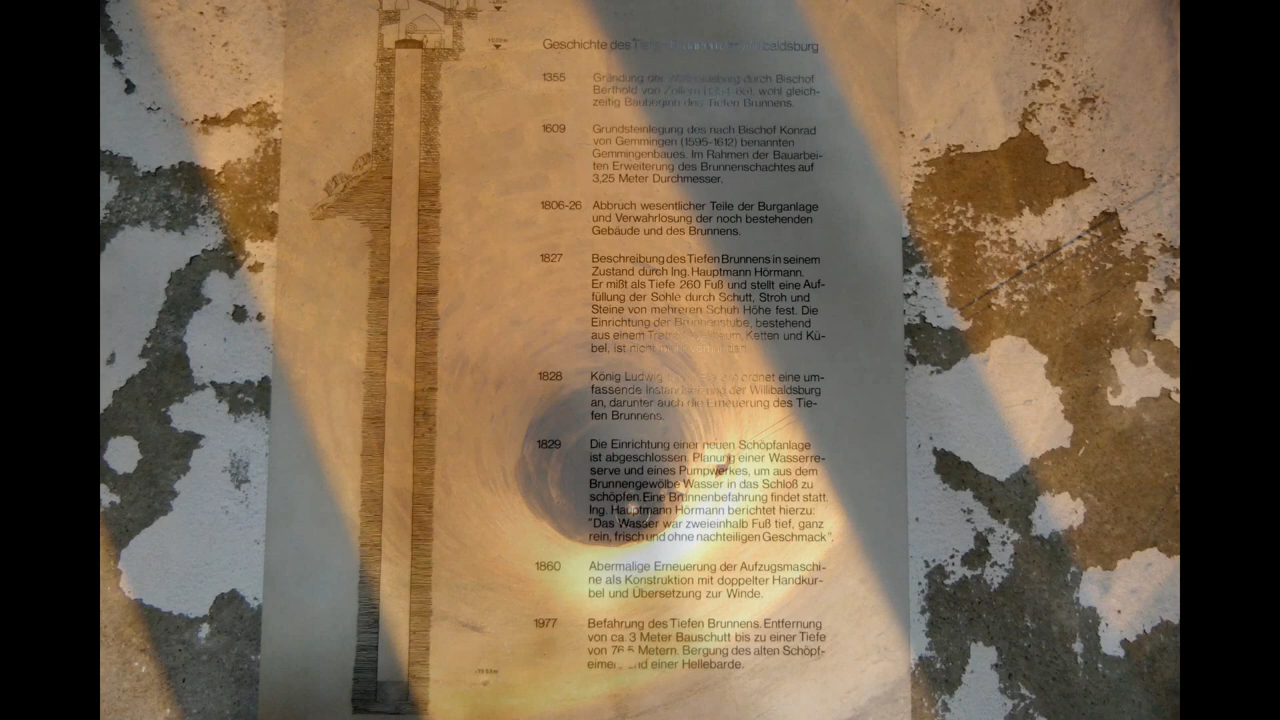 Geschichte des Tiefen Brunnens Willibaldsburg
1355
Gründung der Willibaldsburg durch Bischof
Berthold von Zollern wohl gleich-
zeitig Baubeginn des Tiefen Brunnens.
1609
Grundsteinlegung des nach Bischof Konrad
von Gemmingen (1595-1612) benannten
Gemmingenbaues. Im Rahmen der Bauarbei-
ten Erweiterung des Brunnenschachtes auf
3,25 Meter Durchmesser.
1806-26
Abbruch wesentlicher Teile der Burganlage
und Verwahrlosung der noch bestehenden
Gebäude und des Brunnens.
1827
Beschreibung des Tiefen Brunnens in seinem
Zustand durch Ing. Hauptmann Hörmann.
Er mißt als Tiefe 260 Fuß und stellt eine Auf-
füllung der Sohle durch Schutt, Stroh und
Steine von mehreren Schuh Höhe fest. Die
Einrichtung der Brunnenstube, bestehend
aus einem Ketten und Kü-
bel, ist nicht mehr
1828
König Ludwig ordnet eine um-
fassende Instandsetzung der Willibaldsburg
an, darunter auch die Erneuerung des Tie-
fen Brunnens.
1829
Die Einrichtung einer neuen Schöpfanlage
ist abgeschlossen. Planung einer Wasserre-
serve und eines Pumpwerkes, um aus dem
Brunnengewölbe Wasser in das Schloß zu
schöpfen. Eine Brunnenbefahrung findet statt.
Ing. Hauptmann Hörmann berichtet hierzu:
"Das Wasser war zweieinhalb Fuß tief, ganz
rein, frisch und ohne nachteiligen Geschmack".
1860
Abermalige Erneuerung der Aufzugsmaschi-
ne als Konstruktion mit doppelter Handkur-
bel und Übersetzung zur Winde.
1977
Befahrung des Tiefen Brunnens. Entfernung
von ca. 3 Meter Bauschutt bis zu einer Tiefe
von 76,5 Metern. Bergung des alten Schöpf-
eimers und einer Hellebarde.